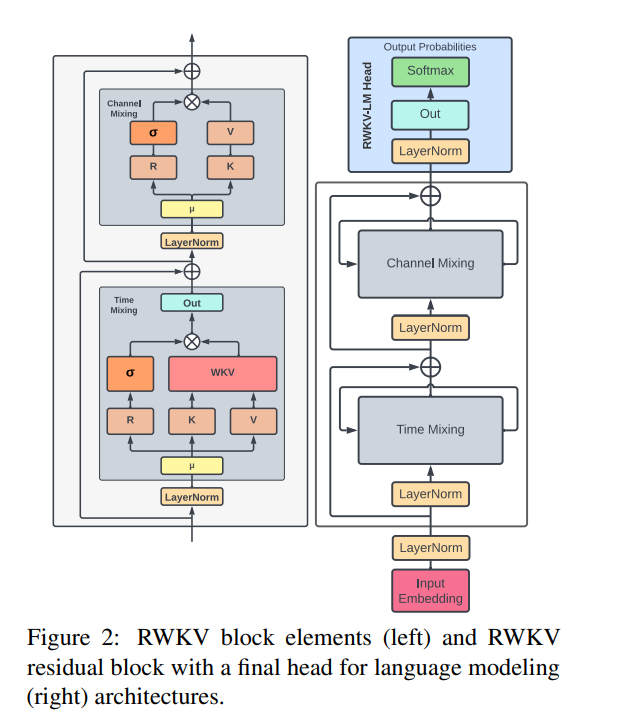 Channel
Mixing
σ
V
R
K
μ
LayerNorm
Time
Mixing
Out
σ
WKV
R
K
V
μ
LayerNorm
RWKV-LM Head
Output Probabilities
Softmax
Out
LayerNorm
Channel Mixing
LayerNorm
Time Mixing
LayerNorm
LayerNorm
Input
Embedding
Figure 2: RWKV block elements (left) and RWKV
residual block with a final head for language modeling
(right) architectures.